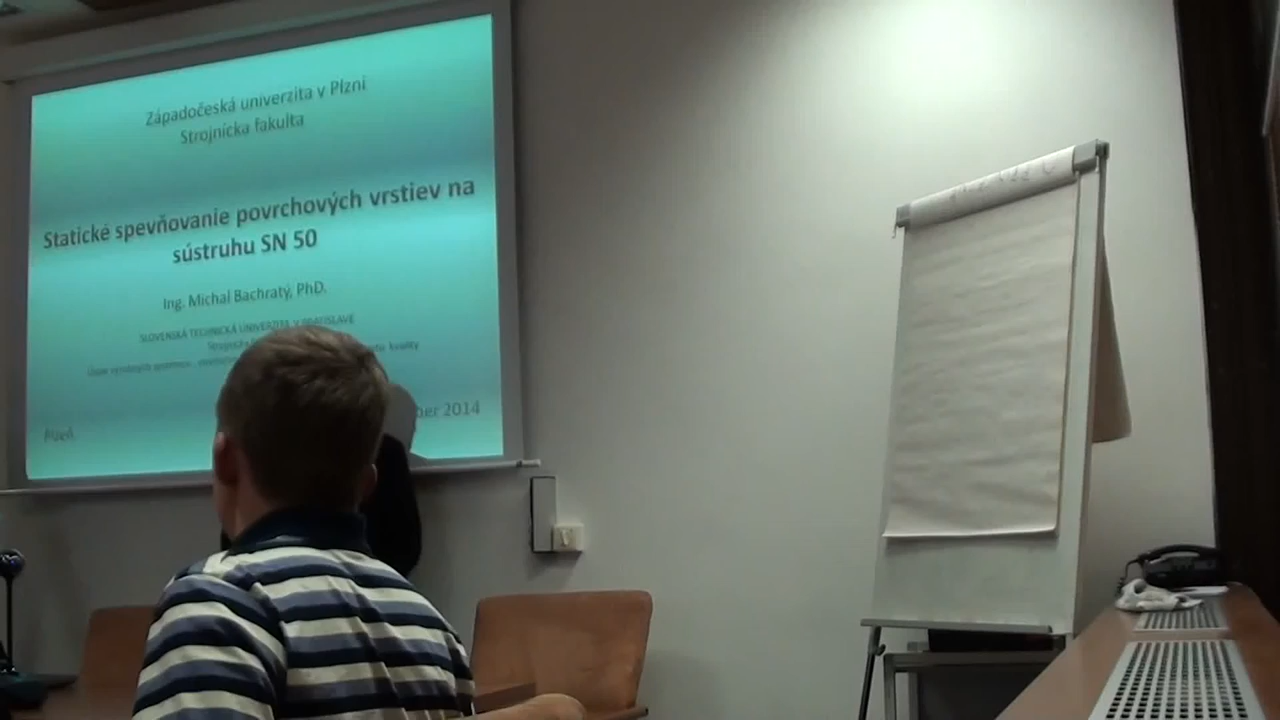 Západočeská univerzita v Plzni
Strojnícka fakulta
Statické spevňovanie povrchových vrstiev na
sústruhu SN 50
Ing. Michal Bachratý, PhD.
SLOVENSKÁ TECHNICKÁ UNIVERZITA V BRATISLAVE
kvality
2014
Plzeň